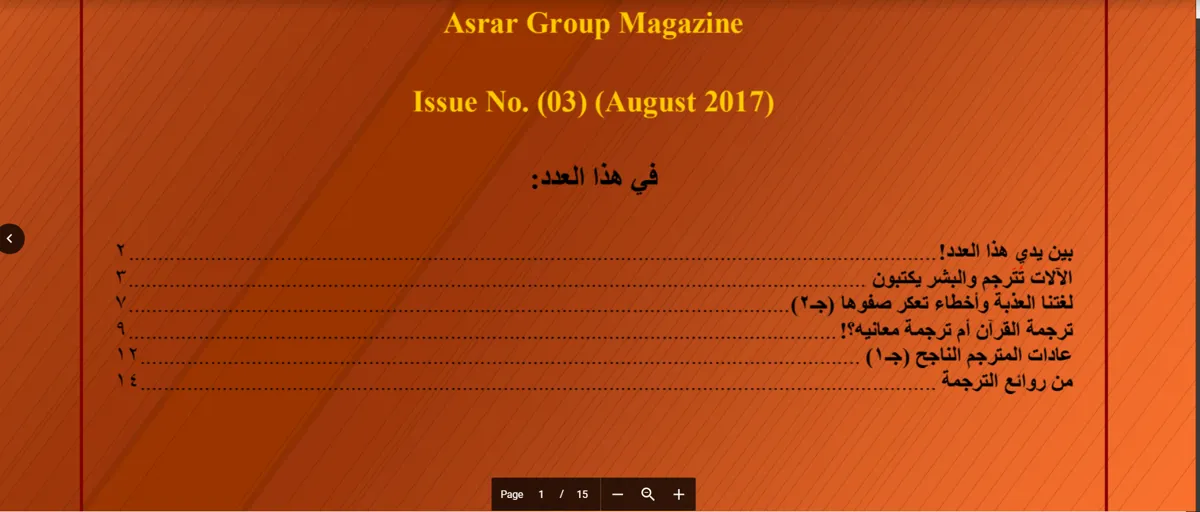 Asrar Group Magazine
Issue No. (03) (August 2017)
في هذا العدد:
بين يدي هذا العدد! ٢
الآلات تُترجم والبشر يكتبون ٣
لغتنا العذبة وأخطاء تعكر صفوها (جـ٢) ٧
ترجمة القرآن أم ترجمة معانيه؟! ٩
عادات المترجم الناجح (جـ١) ١٢
من روائع الترجمة ١٤
Page 1 / 15